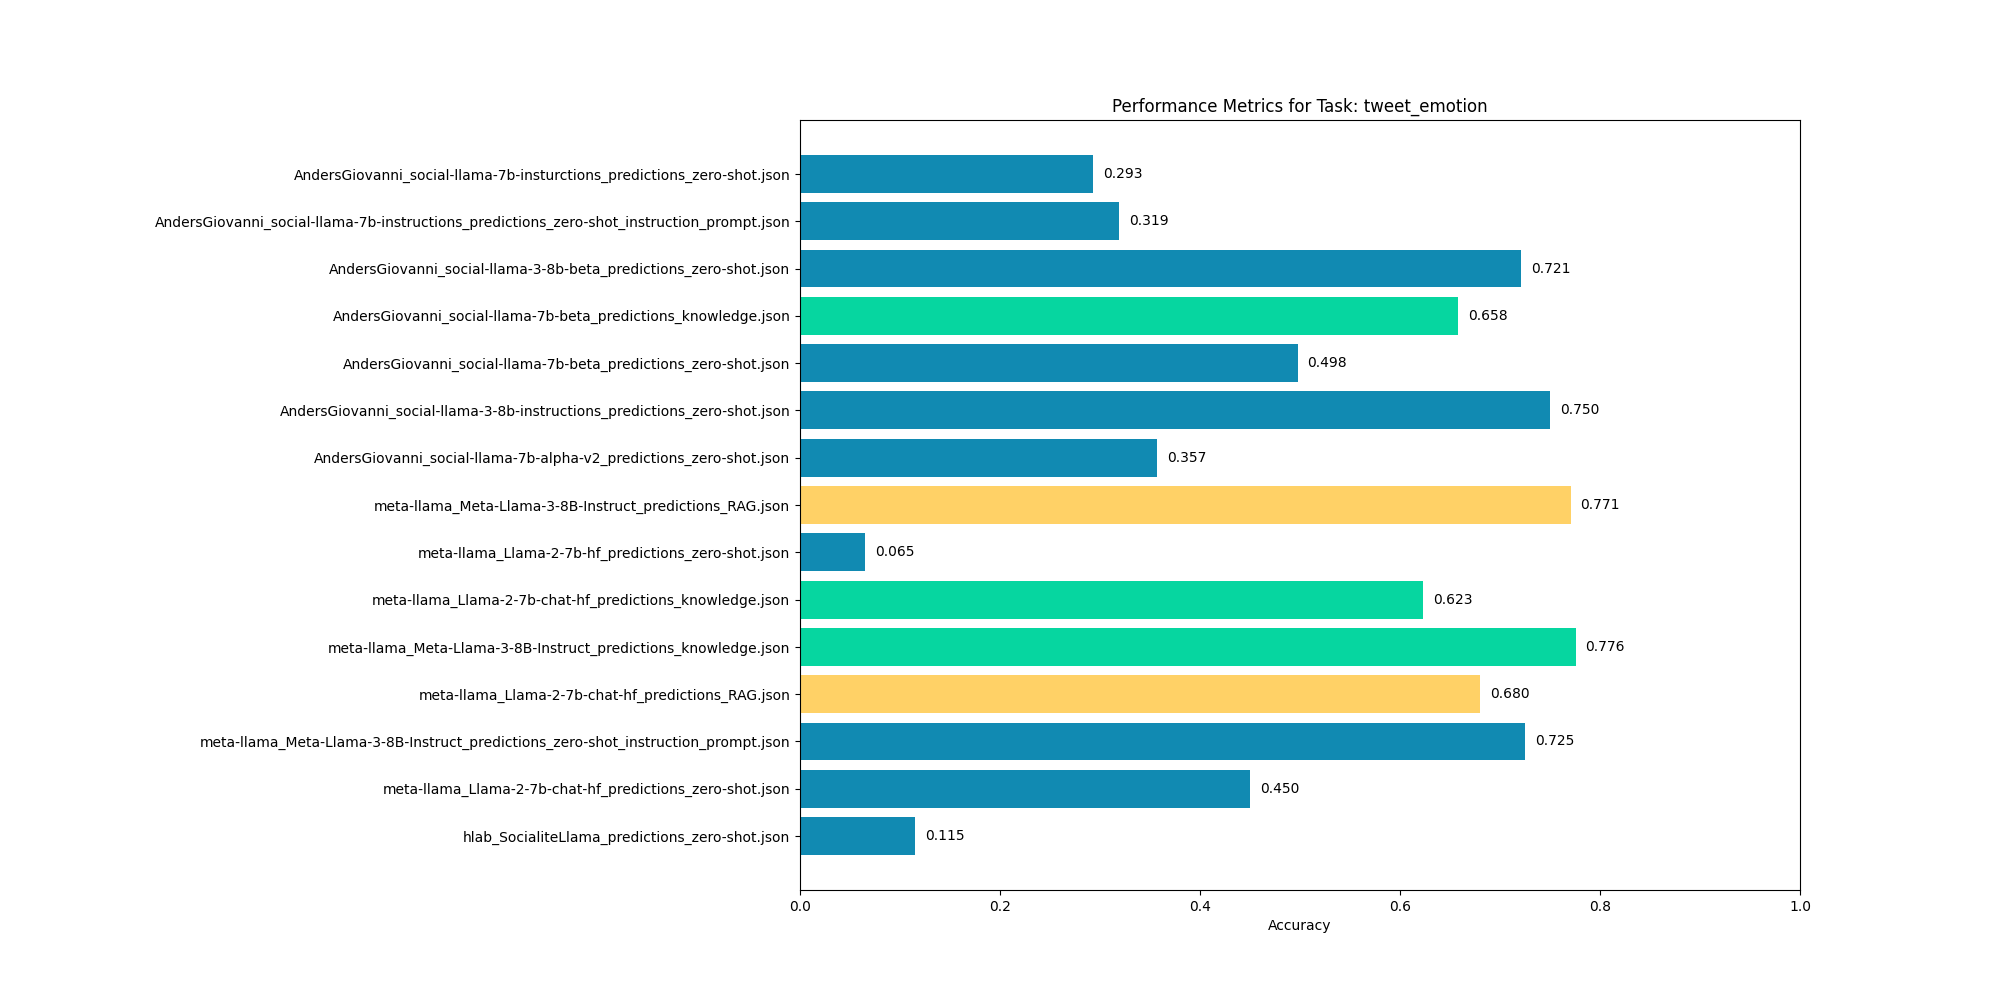 Performance Metrics for Task: tweet_emotion
AndersGiovanni_social-llama-7b-insturctions_predictions_zero-shot.json 0.293
AndersGiovanni_social-llama-7b-instructions_predictions_zero-shot_instruction_prompt.json 0.319
AndersGiovanni_social-llama-3-8b-beta_predictions_zero-shot.json 0.721
AndersGiovanni_social-llama-7b-beta_predictions_knowledge.json 0.658
AndersGiovanni_social-llama-7b-beta_predictions_zero-shot.json 0.498
AndersGiovanni_social-llama-3-8b-instructions_predictions_zero-shot.json 0.750
AndersGiovanni_social-llama-7b-alpha-v2_predictions_zero-shot.json 0.357
meta-llama_Meta-Llama-3-8B-Instruct_predictions_RAG.json 0.771
meta-llama_Llama-2-7b-hf_predictions_zero-shot.json 0.065
meta-llama_Llama-2-7b-chat-hf_predictions_knowledge.json 0.623
meta-llama_Meta-Llama-3-8B-Instruct_predictions_knowledge.json 0.776
meta-llama_Llama-2-7b-chat-hf_predictions_RAG.json 0.680
meta-llama_Meta-Llama-3-8B-Instruct_predictions_zero-shot_instruction_prompt.json 0.725
meta-llama_Llama-2-7b-chat-hf_predictions_zero-shot.json 0.450
hlab_SocialiteLlama_predictions_zero-shot.json 0.115
0.0 0.2 0.4 0.6 0.8 1.0
Accuracy